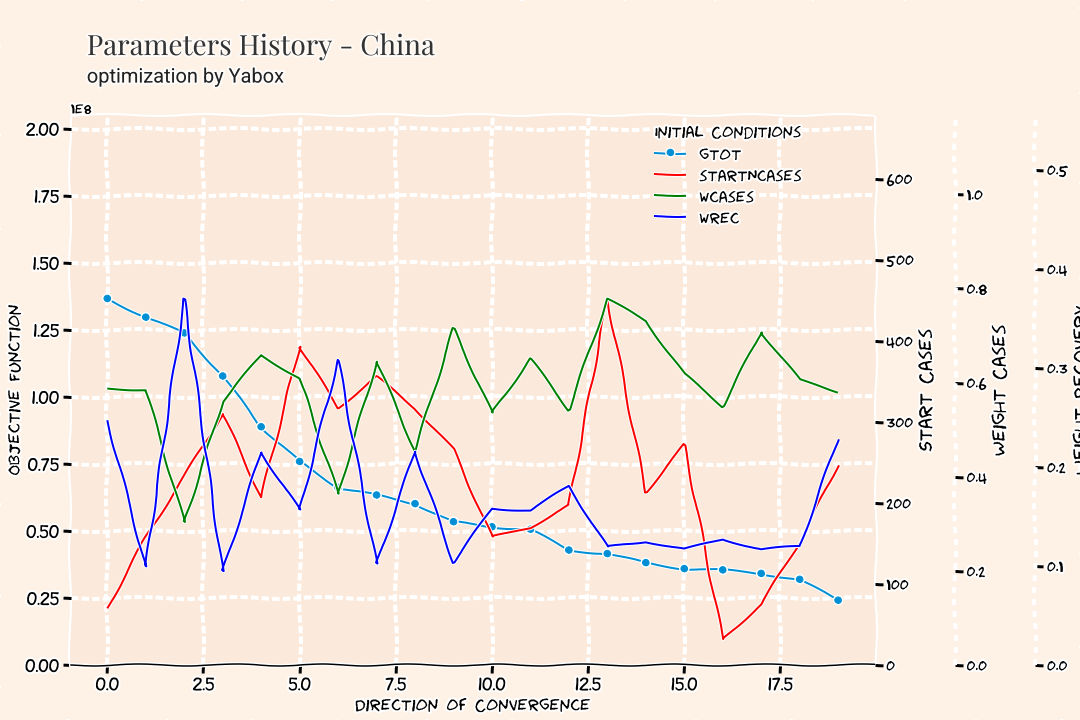 Parameters History - China
optimization by Yabox
1E8
INITIAL CONDITIONS
GTOT
STARTNCASES
WCASES
WREC
2.00
1.75
1.50
1.25
1.00
0.75
0.50
0.25
0.00
OBJECTIVE FUNCTION
0.0 2.5 5.0 7.5 10.0 12.5 15.0 17.5
DIRECTION OF CONVERGENCE
600
500
400
300
200
100
0
START CASES
1.0
0.8
0.6
0.4
0.2
0.0
WEIGHT CASES
0.5
0.4
0.3
0.2
0.1
0.0
WEIGHT RECOVERY